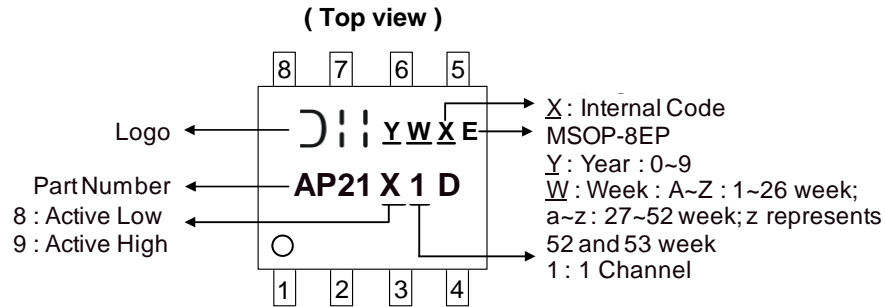 ( Top view )
8 7 6 5
Logo
Y W X E
X : Internal Code
MSOP-8EP
Y : Year : 0~9
W : Week : A~Z : 1~26 week;
a~z : 27~52 week; z represents
52 and 53 week
1 : 1 Channel
Part Number
AP21 X 1 D
8 : Active Low
9 : Active High
1 2 3 4